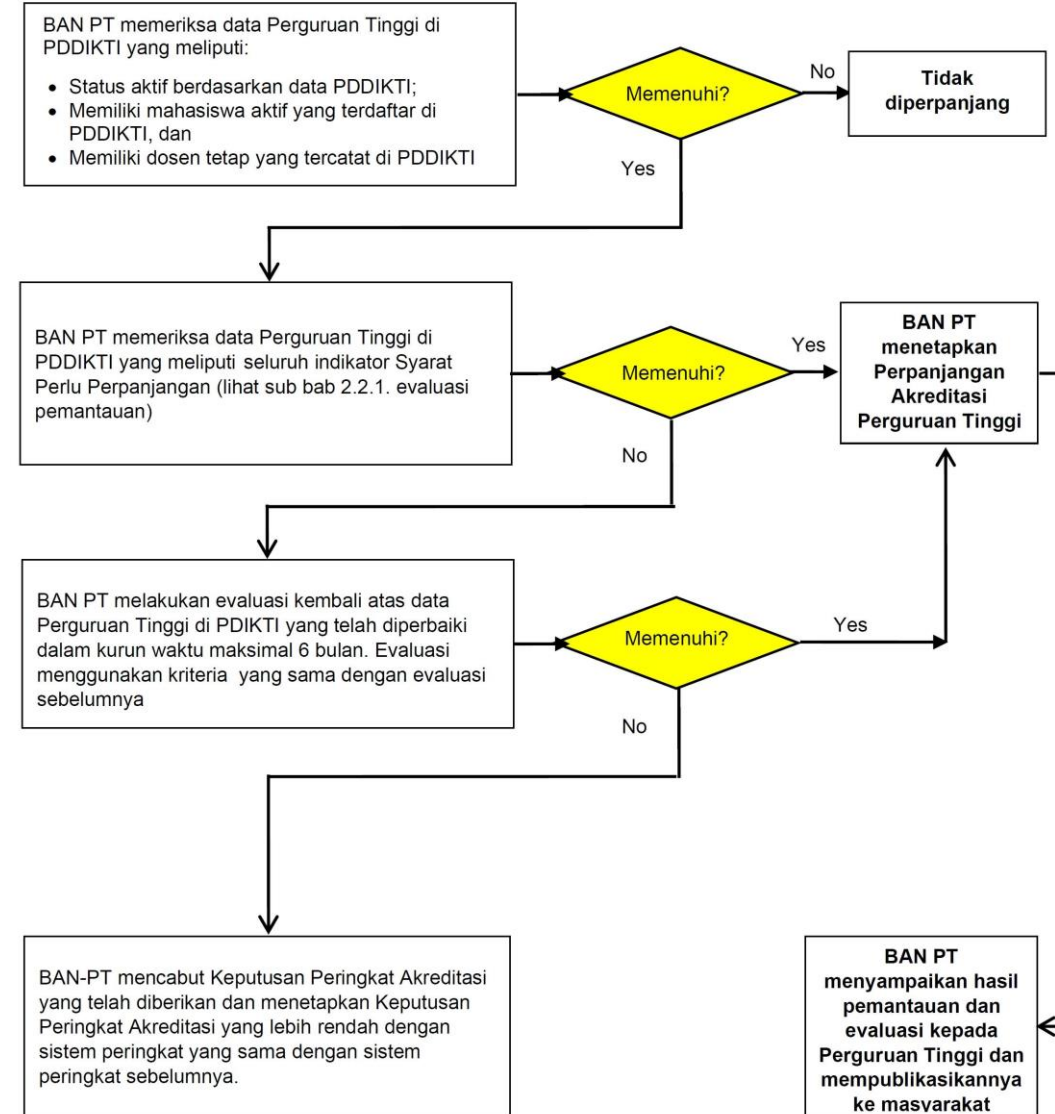 BAN PT memeriksa data Perguruan Tinggi di
PDDIKTI yang meliputi:
• Status aktif berdasarkan data PDDIKTI;
• Memiliki mahasiswa aktif yang terdaftar di
PDDIKTI, dan
• Memiliki dosen tetap yang tercatat di PDDIKTI
Memenuhi?
No
Tidak
diperpanjang
Yes
BAN PT memeriksa data Perguruan Tinggi di
PDDIKTI yang meliputi seluruh indikator Syarat
Perlu Perpanjangan (lihat sub bab 2.2.1. evaluasi
pemantauan)
Memenuhi?
Yes
BAN PT
menetapkan
Perpanjangan
Akreditasi
Perguruan Tinggi
No
BAN PT melakukan evaluasi kembali atas data
Perguruan Tinggi di PDIKTI yang telah diperbaiki
dalam kurun waktu maksimal 6 bulan. Evaluasi
menggunakan kriteria yang sama dengan evaluasi
sebelumnya
Memenuhi?
Yes
No
BAN-PT mencabut Keputusan Peringkat Akreditasi
yang telah diberikan dan menetapkan Keputusan
Peringkat Akreditasi yang lebih rendah dengan
sistem peringkat yang sama dengan sistem
peringkat sebelumnya.
BAN PT
menyampaikan hasil
pemantauan dan
evaluasi kepada
Perguruan Tinggi dan
mempublikasikannya
ke masyarakat